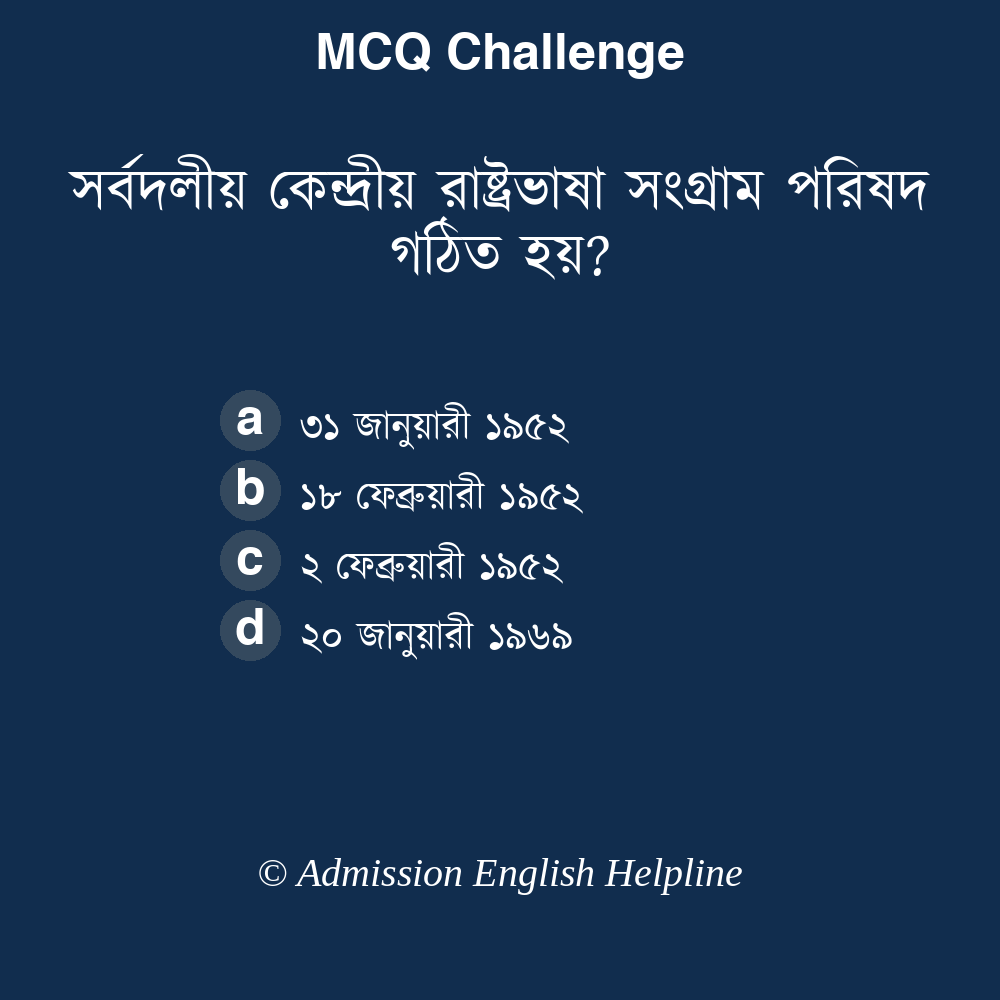 MCQ Challenge
সর্বদলীয় কেন্দ্রীয় রাষ্ট্রভাষা সংগ্রাম পরিষদ
গঠিত হয়?
a ৩১ জানুয়ারী ১৯৫২
b ১৮ ফেব্রুয়ারী ১৯৫২
c ২ ফেব্রুয়ারী ১৯৫২
d ২০ জানুয়ারী ১৯৬৯
© Admission English Helpline